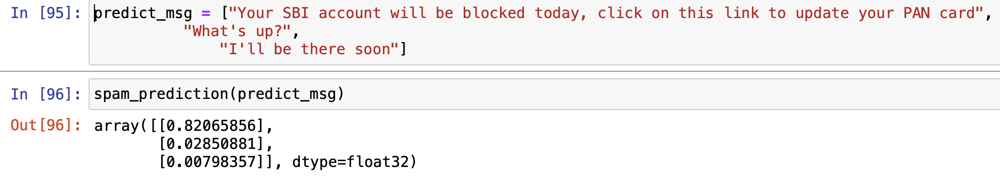 In [95]: predict_msg = ["Your SBI account will be blocked today, click on this link to update your PAN card",
"What's up?",
"I'll be there soon"]
In [96]: spam_prediction(predict_msg)
Out[96]: array([[0.82065856],
[0.02850881],
[0.00798357]], dtype=float32)